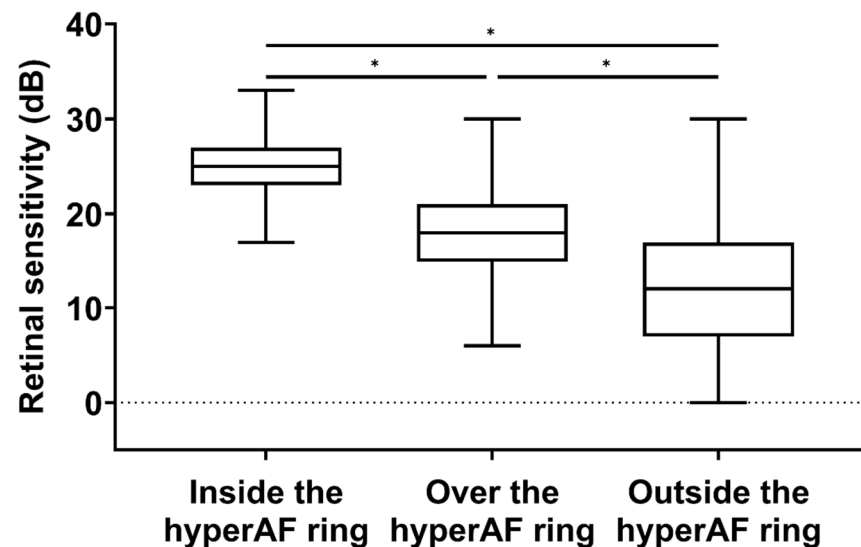 40
*
*
*
30
20
10
0
Retinal sensitivity (dB)
Inside the
hyperAF ring
Over the
hyperAF ring
Outside the
hyperAF ring